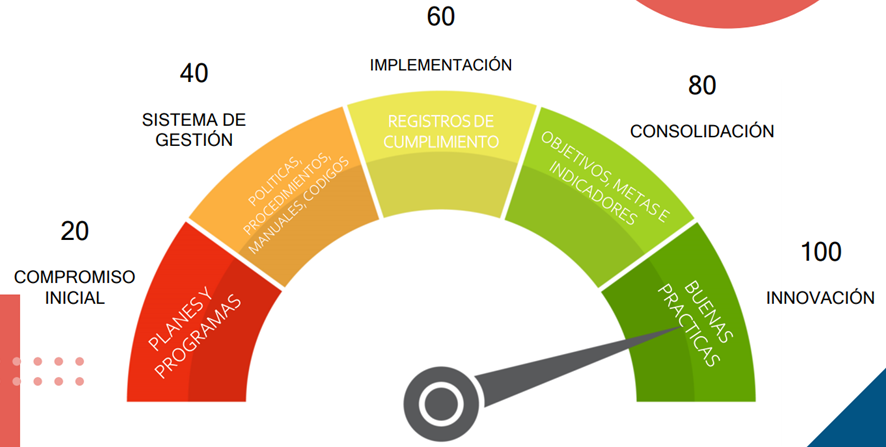 60
IMPLEMENTACIÓN
40
SISTEMA DE
GESTIÓN
80
CONSOLIDACIÓN
20
COMPROMISO
INICIAL
100
INNOVACIÓN
PLANES Y
PROGRAMAS
POLITICAS,
PROCEDIMIENTOS,
MANUALES, CODIGOS
REGISTROS DE
CUMPLIMIENTO
OBJETIVOS, METAS E
INDICADORES
BUENAS
PRACTICAS